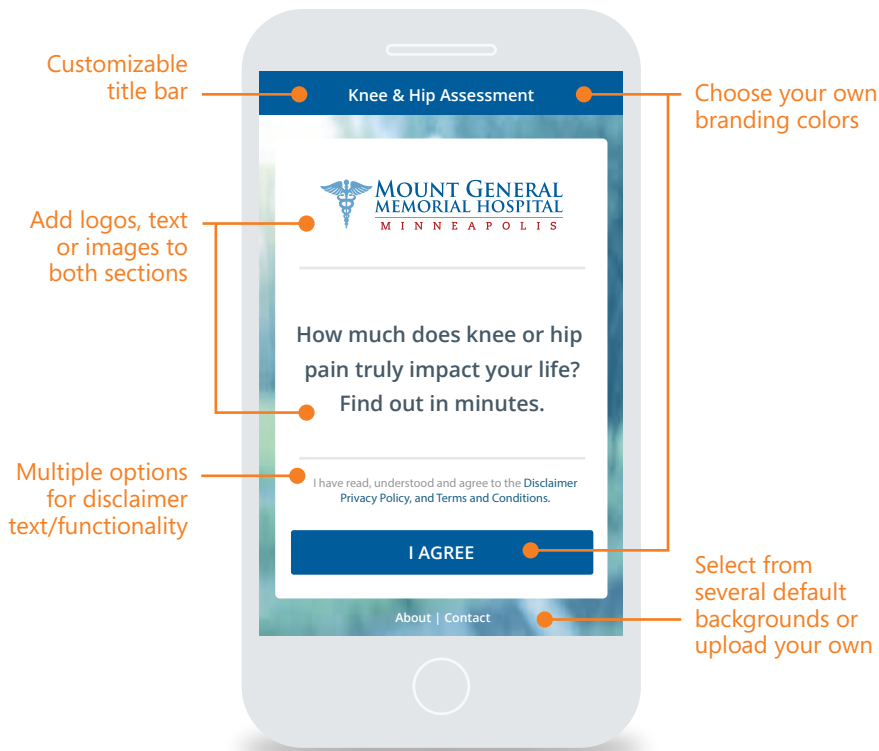 Customizable
title bar
Add logos, text
or images to
both sections
Multiple options
for disclaimer
text/functionality
Knee & Hip Assessment
MOUNT GENERAL
MEMORIAL HOSPITAL
MINNEAPOLIS
How much does knee or hip
pain truly impact your life?
Find out in minutes.
I have read, understood and agree to the Disclaimer
Privacy Policy, and Terms and Conditions.
I AGREE
About | Contact
Choose your own
branding colors
Select from
several default
backgrounds or
upload your own